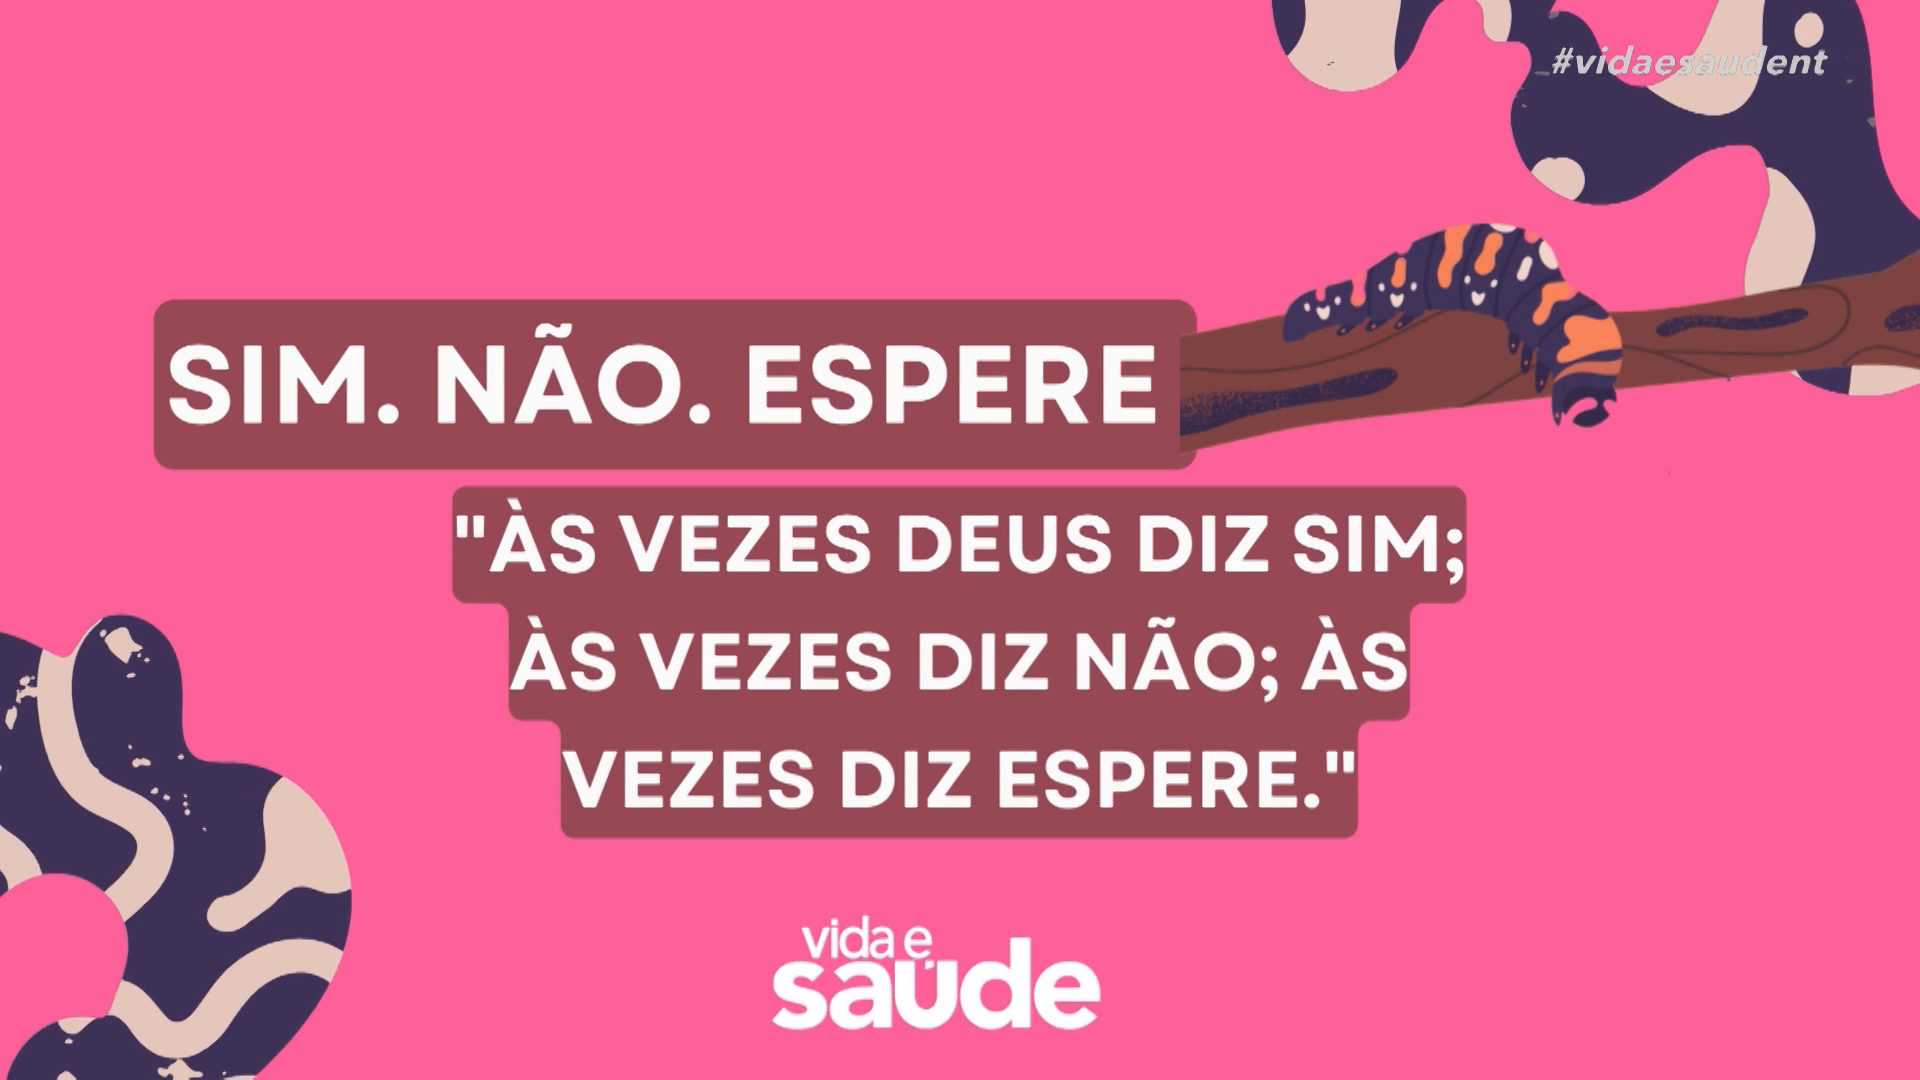 #vidaesaudent
SIM. NÃO. ESPERE
"ÀS VEZES DEUS DIZ SIM;
ÀS VEZES DIZ NÃO; ÀS
VEZES DIZ ESPERE."
vida e
saúde